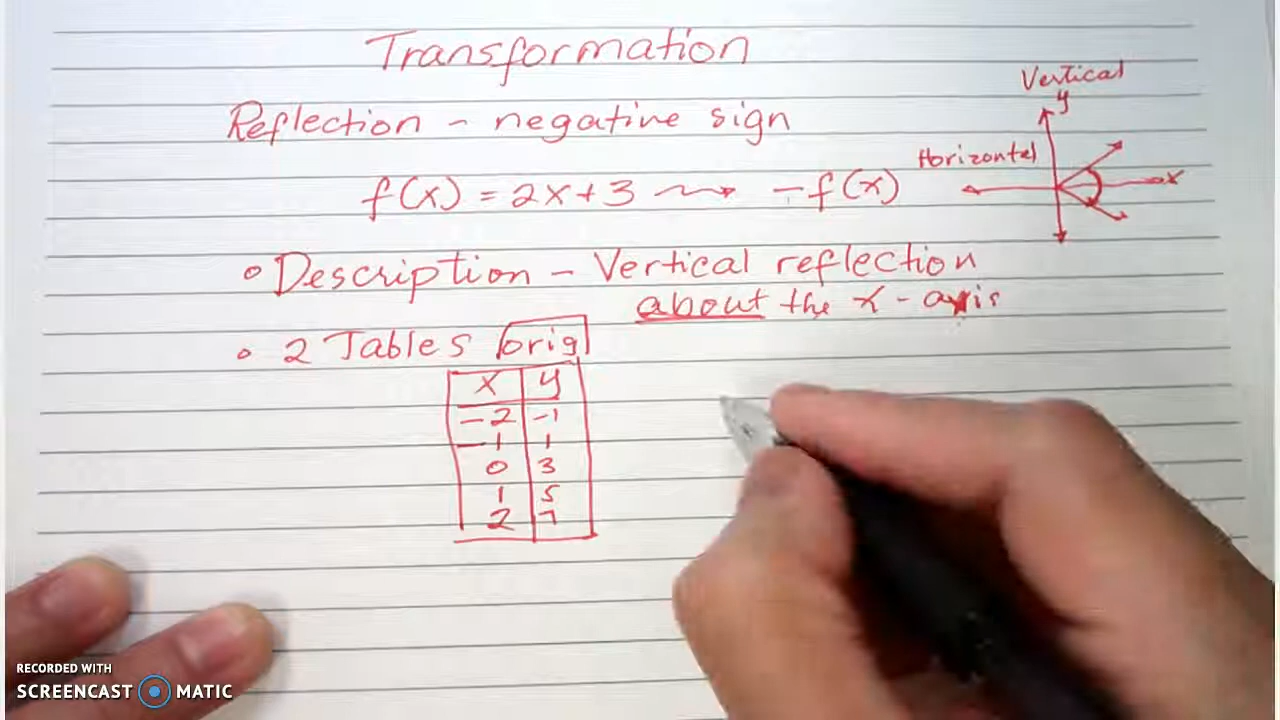 Transformation
Reflection - negative sign
Vertical
y
Horizontal
x
f(x) = 2x+3 ⇝ -f(x)
• Description - Vertical reflection
about the x-axis
• 2 Tables orig
x y
-2 -1
-1 1
0 3
1 5
2 7
RECORDED WITH
SCREENCAST MATIC